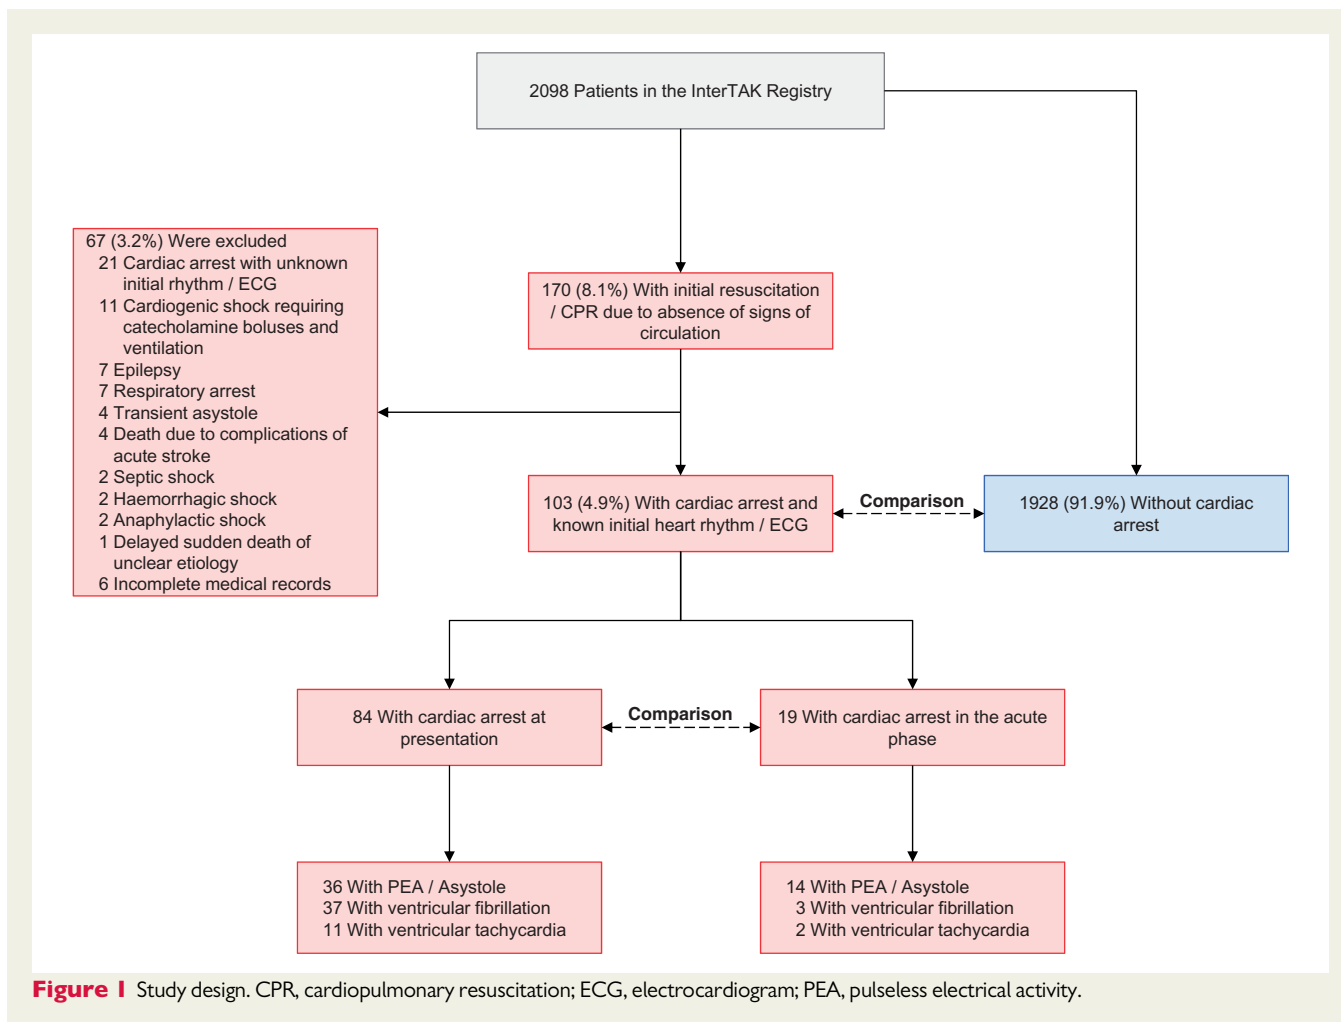 2098 Patients in the InterTAK Registry
67 (3.2%) Were excluded
21 Cardiac arrest with unknown
initial rhythm / ECG
11 Cardiogenic shock requiring
catecholamine boluses and
ventilation
7 Epilepsy
7 Respiratory arrest
4 Transient asystole
4 Death due to complications of
acute stroke
2 Septic shock
2 Haemorrhagic shock
2 Anaphylactic shock
1 Delayed sudden death of
unclear etiology
6 Incomplete medical records
170 (8.1%) With initial resuscitation
/ CPR due to absence of signs of
circulation
103 (4.9%) With cardiac arrest and
known initial heart rhythm / ECG
Comparison
1928 (91.9%) Without cardiac
arrest
84 With cardiac arrest at
presentation
Comparison
19 With cardiac arrest in the acute
phase
36 With PEA / Asystole
37 With ventricular fibrillation
11 With ventricular tachycardia
14 With PEA / Asystole
3 With ventricular fibrillation
2 With ventricular tachycardia
Figure 1 Study design. CPR, cardiopulmonary resuscitation; ECG, electrocardiogram; PEA, pulseless electrical activity.